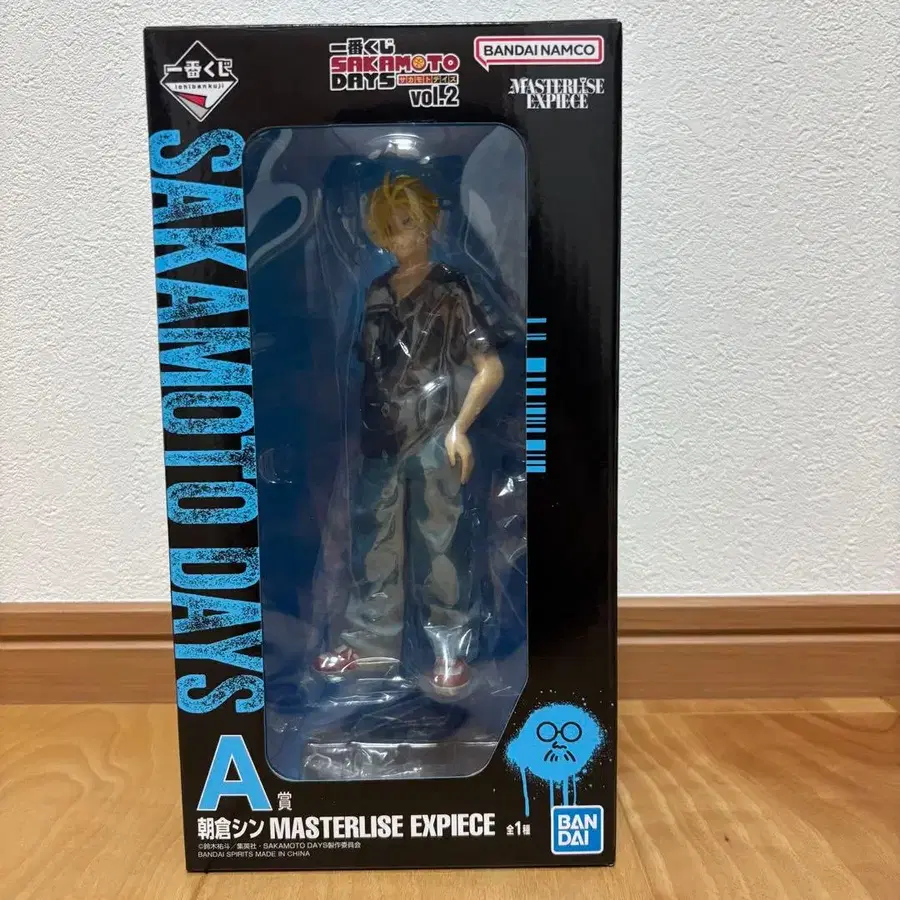 一番くじ
ichibankuji
一番くじ
SAKAMOTO
DAYS サカモトデイズ
vol.2
BANDAI NAMCO
MASTERLISE
EXPIECE
SAKAMOTO DAYS
A賞
朝倉シン MASTERLISE EXPIECE 全1種
©鈴木祐斗/集英社・SAKAMOTO DAYS製作委員会
BANDAI SPIRITS MADE IN CHINA
BAN
DAI